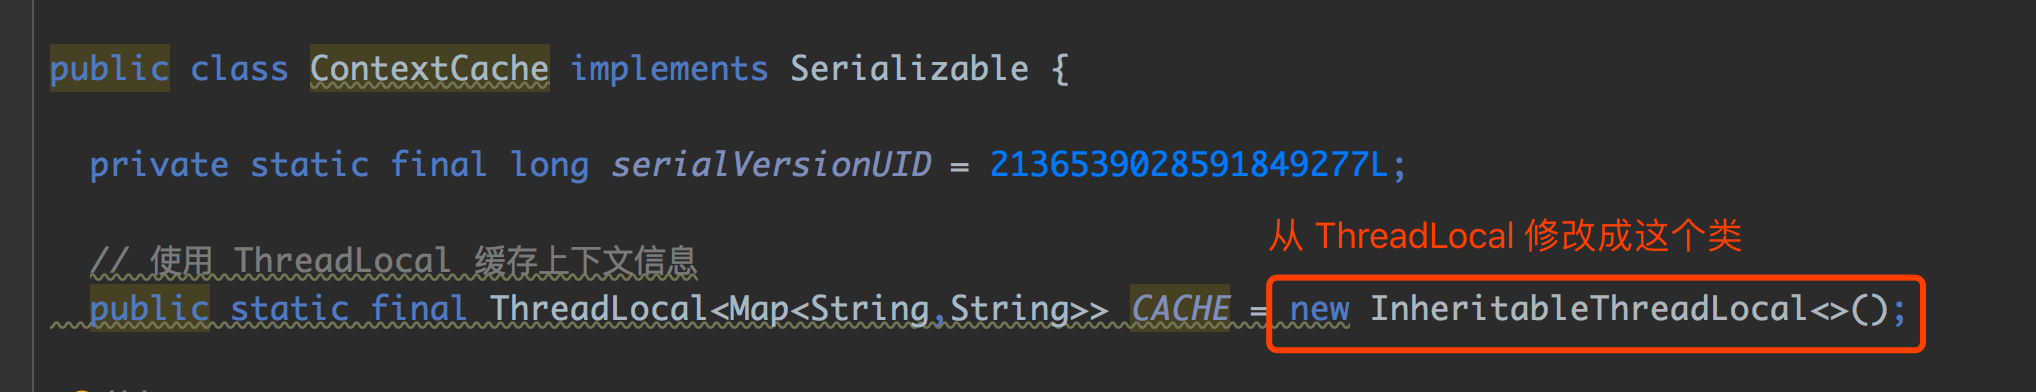 public class ContextCache implements Serializable {
private static final long serialVersionUID = 2136539028591849277L;
从 ThreadLocal 修改成这个类
// 使用 ThreadLocal 缓存上下文信息
public static final ThreadLocal<Map<String,String>> CACHE = new InheritableThreadLocal<>();